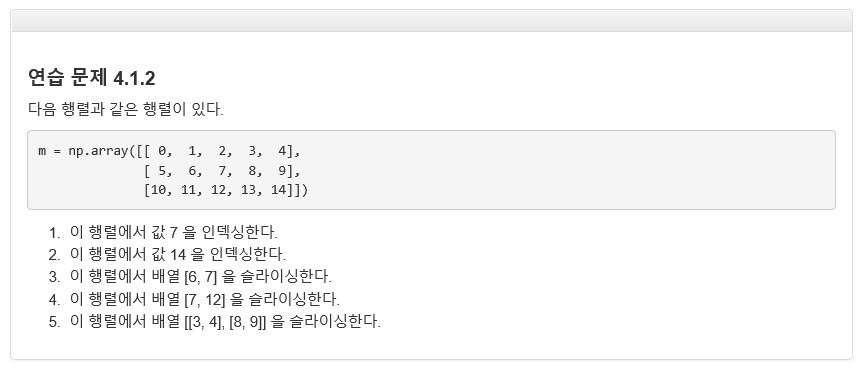 연습 문제 4.1.2
다음 행렬과 같은 행렬이 있다.
m = np.array([[ 0,  1,  2,  3,  4],
              [ 5,  6,  7,  8,  9],
              [10, 11, 12, 13, 14]])
1. 이 행렬에서 값 7 을 인덱싱한다.
2. 이 행렬에서 값 14 을 인덱싱한다.
3. 이 행렬에서 배열 [6, 7] 을 슬라이싱한다.
4. 이 행렬에서 배열 [7, 12] 을 슬라이싱한다.
5. 이 행렬에서 배열 [[3, 4], [8, 9]] 을 슬라이싱한다.